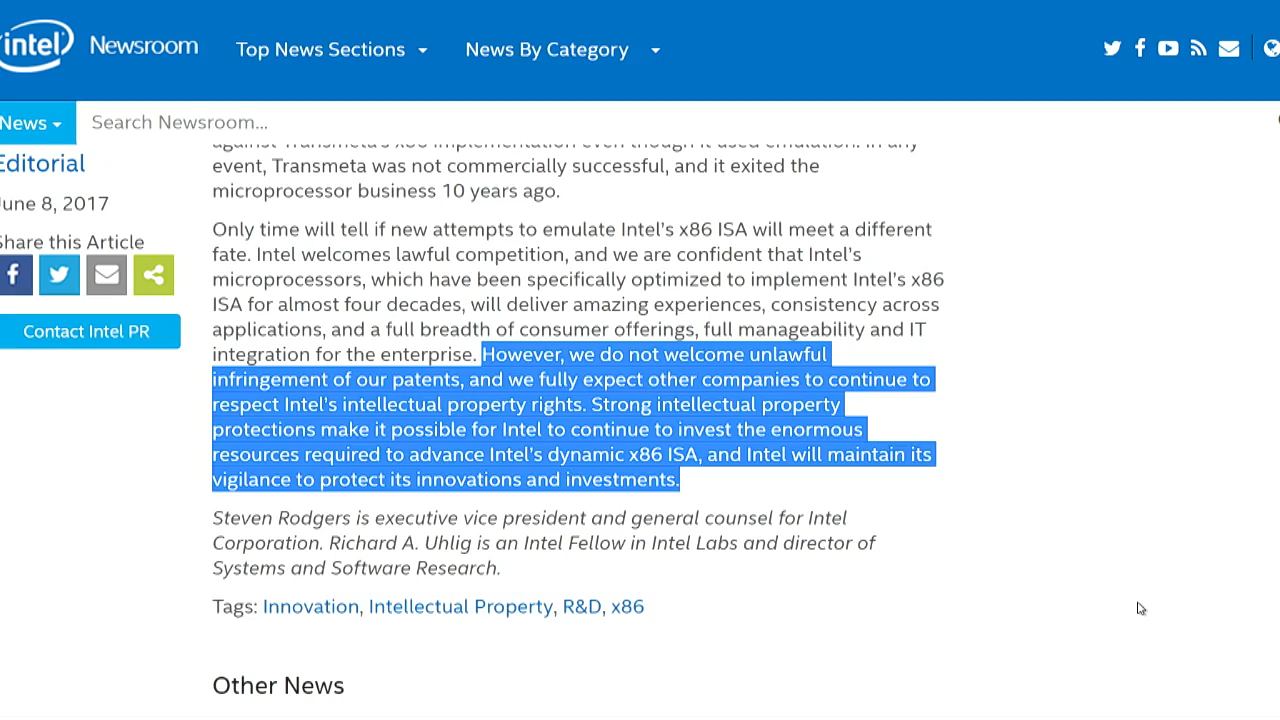 intel Newsroom Top News Sections News By Category
News Search Newsroom...
event, Transmeta was not commercially successful, and it exited the
microprocessor business 10 years ago.
Only time will tell if new attempts to emulate Intel's x86 ISA will meet a different
fate. Intel welcomes lawful competition, and we are confident that Intel's
microprocessors, which have been specifically optimized to implement Intel's x86
ISA for almost four decades, will deliver amazing experiences, consistency across
applications, and a full breadth of consumer offerings, full manageability and IT
integration for the enterprise. However, we do not welcome unlawful
infringement of our patents, and we fully expect other companies to continue to
respect Intel's intellectual property rights. Strong intellectual property
protections make it possible for Intel to continue to invest the enormous
resources required to advance Intel's dynamic x86 ISA, and Intel will maintain its
vigilance to protect its innovations and investments.
Steven Rodgers is executive vice president and general counsel for Intel
Corporation. Richard A. Uhlig is an Intel Fellow in Intel Labs and director of
Systems and Software Research.
Tags: Innovation, Intellectual Property, R&D, x86
Other News
Editorial
June 8, 2017
Share this Article
Contact Intel PR